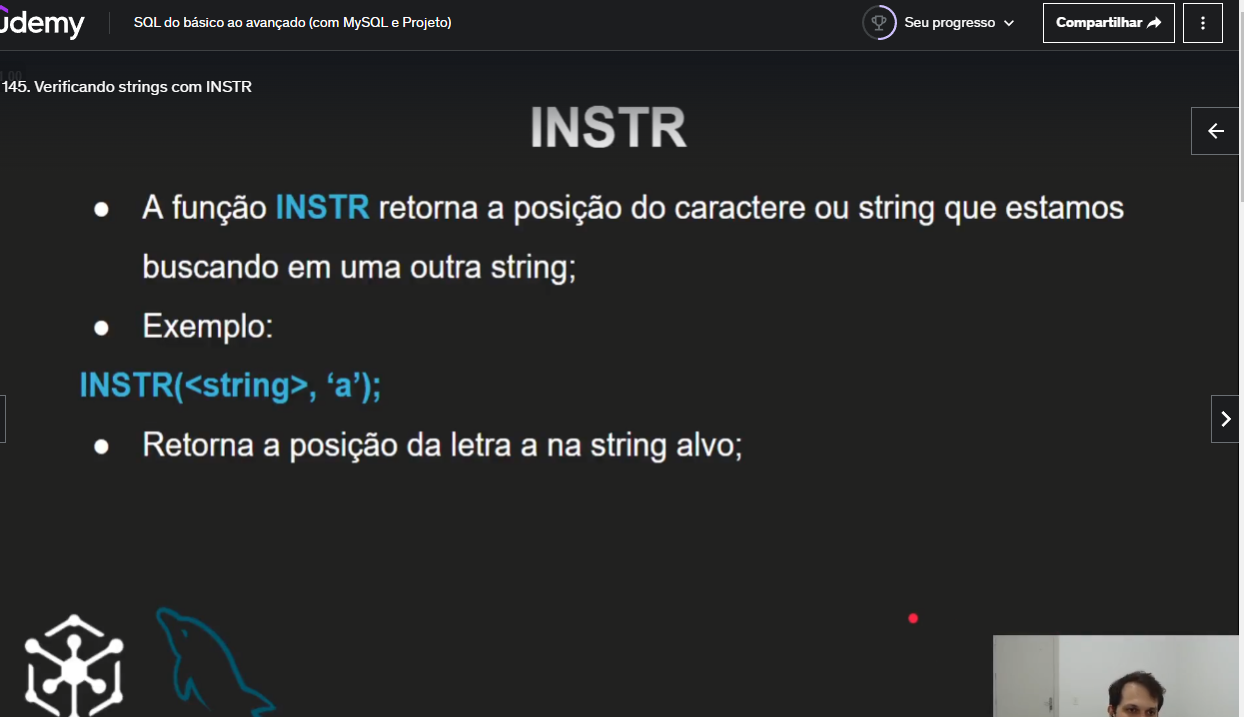 udemy
SQL do básico ao avançado (com MySQL e Projeto)
Seu progresso
Compartilhar
145. Verificando strings com INSTR
INSTR
● A função INSTR retorna a posição do caractere ou string que estamos
buscando em uma outra string;
● Exemplo:
INSTR(<string>, ‘a’);
● Retorna a posição da letra a na string alvo;